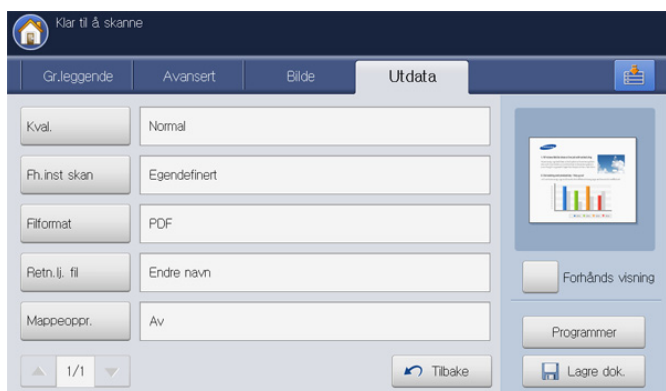 Klar til å skanne
Gr.leggende
Avansert
Bilde
Utdata
Kval.
Normal
Fh.inst skan
Egendefinert
Filformat
PDF
Retn.lj. fil
Endre navn
Mappeoppr.
Av
Forhånds visning
Programmer
1/1
Tilbake
Lagre dok.